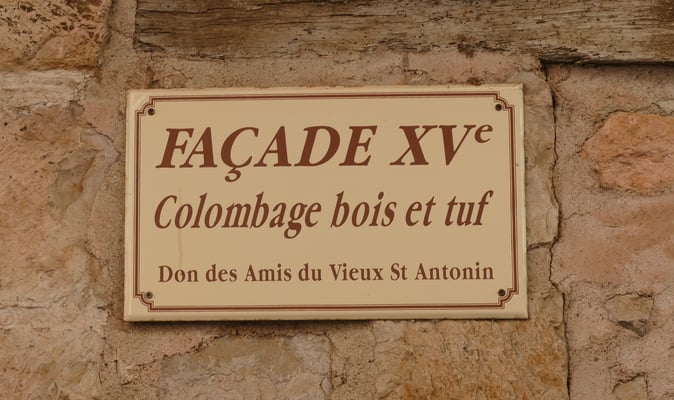 FAÇADE XVe
Colombage bois et tuf
Don des Amis du Vieux St Antonin